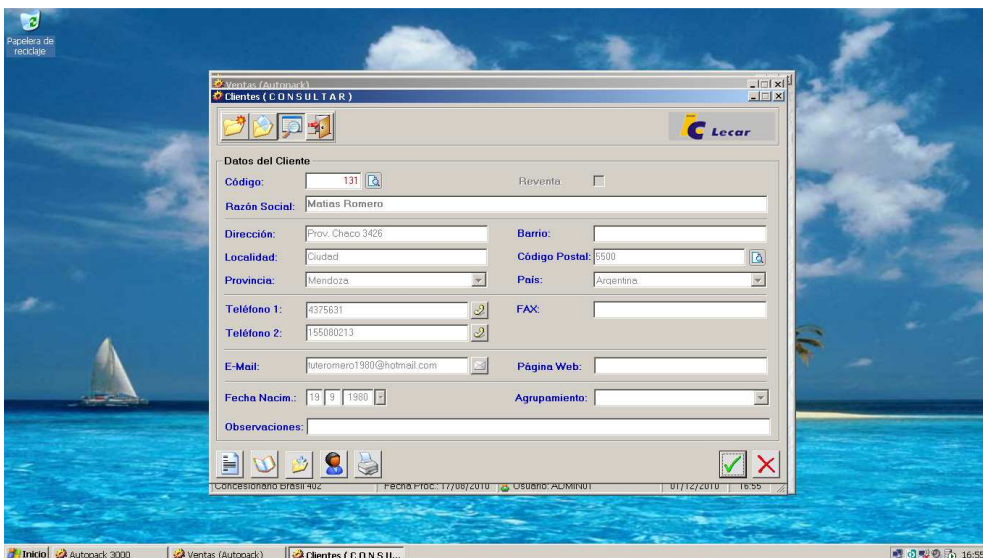 Papelera de
reciclaje
Ventas (Autopack)
Clientes ( C O N S U L T A R )
Lecar
Datos del Cliente
Código: 131 Reventa
Razón Social: Matias Romero
Dirección: Prov. Chaco 3426 Barrio:
Localidad: Ciudad Código Postal: 5500
Provincia: Mendoza País: Argentina
Teléfono 1: 4375631 FAX:
Teléfono 2: 155080213
E-Mail: tuteromero1980@hotmail.com Página Web:
Fecha Nacim.: 19 9 1980 Agrupamiento:
Observaciones:
Concesionario Brasil 402 Fecha Proc.: 17/08/2010 Usuario: ADMIN01 01/12/2010 16:55
Inicio Autopack 3000 Ventas (Autopack) Clientes ( C O N S U... 16:55